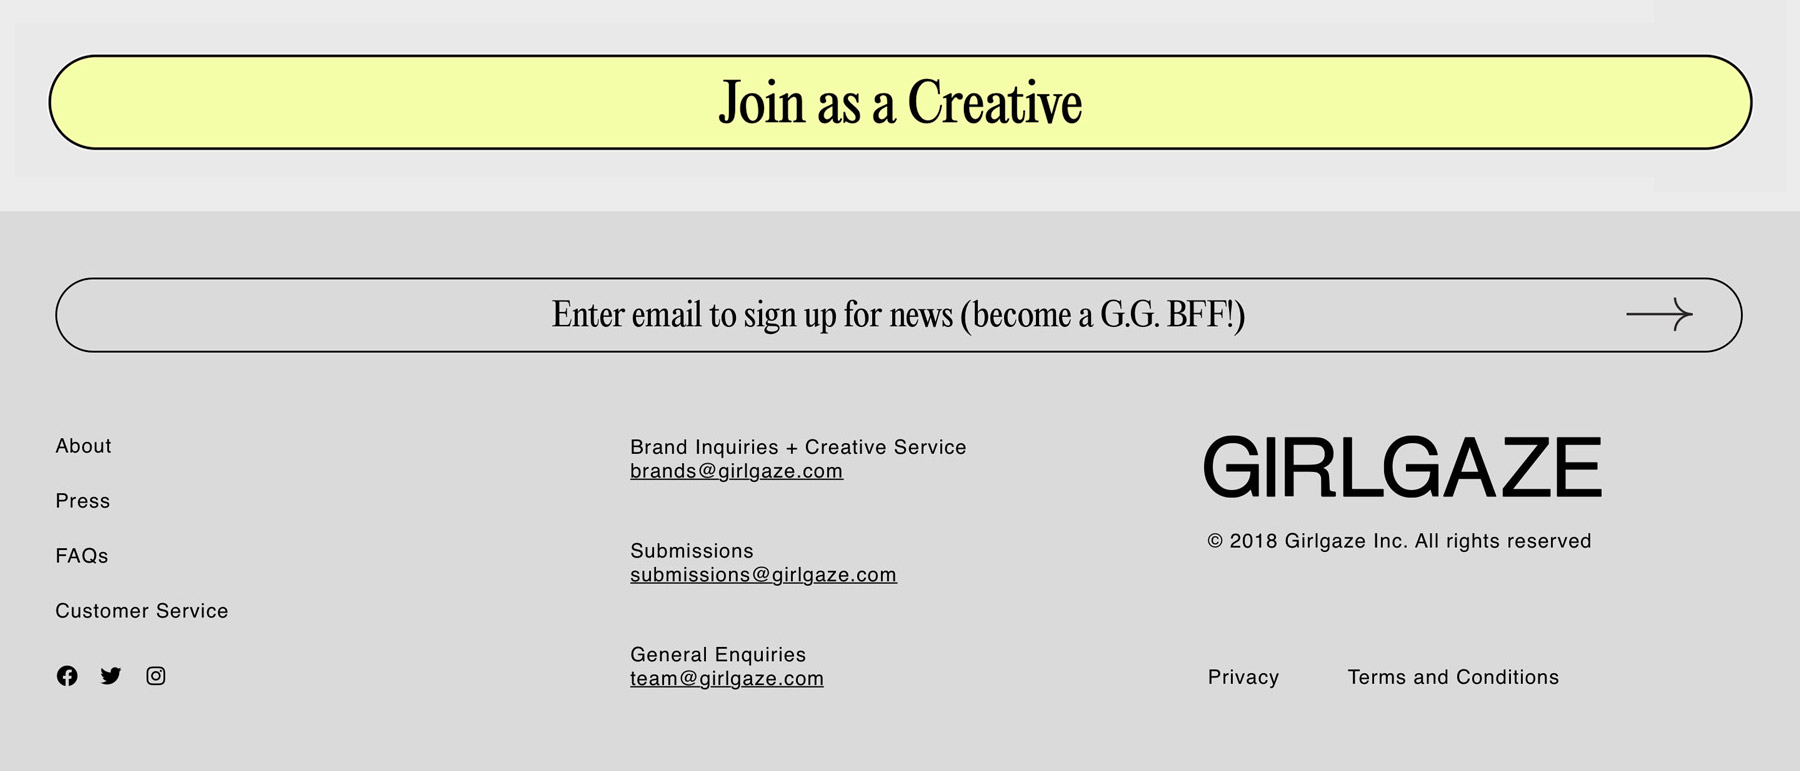 Join as a Creative
Enter email to sign up for news (become a G.G. BFF!)
About
Press
FAQs
Customer Service
Brand Inquiries + Creative Service
brands@girlgaze.com
Submissions
submissions@girlgaze.com
General Enquiries
team@girlgaze.com
GIRLGAZE
© 2018 Girlgaze Inc. All rights reserved
Privacy
Terms and Conditions